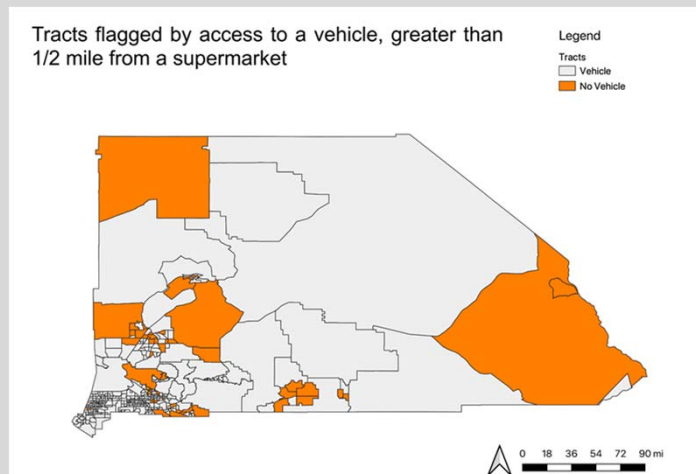 Tracts flagged by access to a vehicle, greater than
1/2 mile from a supermarket
Legend
Tracts
Vehicle
No Vehicle
0 18 36 54 72 90 mi